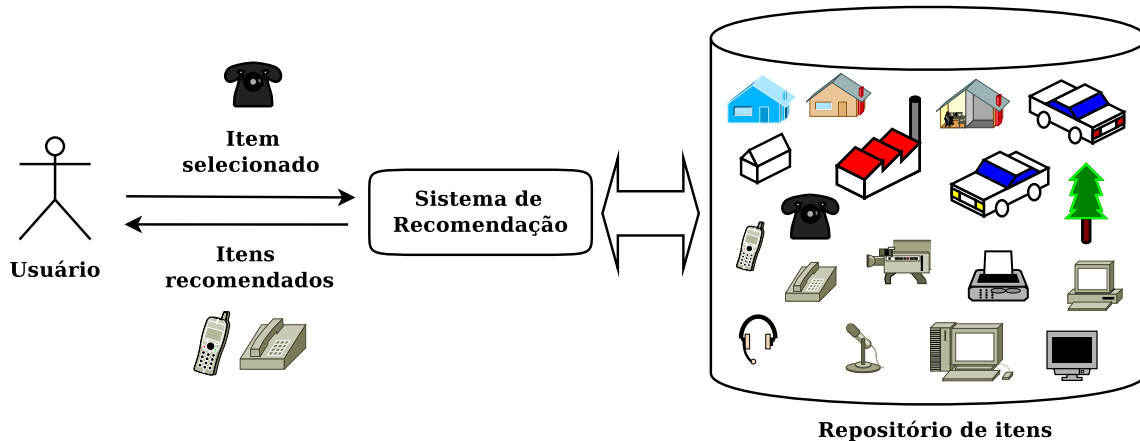 Item
selecionado
Sistema de
Recomendação
Usuário
Itens
recomendados
Repositório de itens